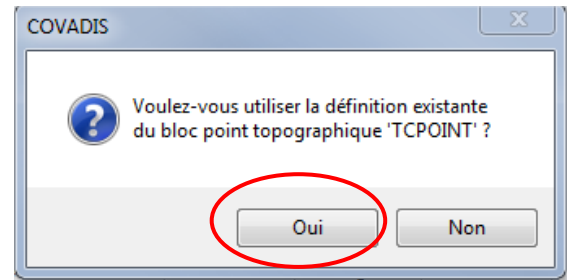 COVADIS
Voulez-vous utiliser la définition existante
du bloc point topographique 'TCPOINT' ?
Oui
Non